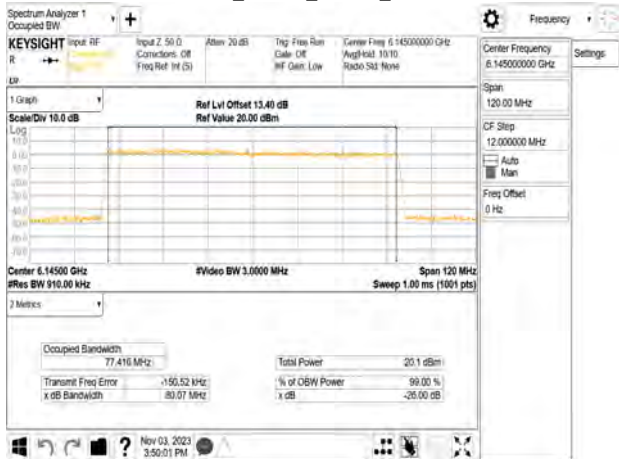 Spectrum Analyzer 1
Occupied BW
+
Frequency
KEYSIGHT Input: RF
R
Input Z: 50 Ω
Corrections: Off
Freq Ref: Int (S)
Atten: 20 dB
Trig: Free Run
Gate: Off
#IF Gain: Low
Center Freq: 6.145000000 GHz
Avg|Hold: 10/10
Radio Std: None
Center Frequency
6.145000000 GHz
Settings
Span
120.00 MHz
CF Step
12.000000 MHz
Auto
Man
Freq Offset
0 Hz
1 Graph
Scale/Div 10.0 dB
Ref Lvl Offset 13.40 dB
Ref Value 20.00 dBm
Log
10.0
0.00
Center 6.14500 GHz
#Res BW 910.00 kHz
#Video BW 3.0000 MHz
Span 120 MHz
Sweep 1.00 ms (1001 pts)
2 Metrics
Occupied Bandwidth
77.416 MHz
Total Power
20.1 dBm
Transmit Freq Error
-150.52 kHz
% of OBW Power
99.00 %
x dB Bandwidth
80.07 MHz
x dB
-26.00 dB
?
Nov 03, 2023
3:50:01 PM